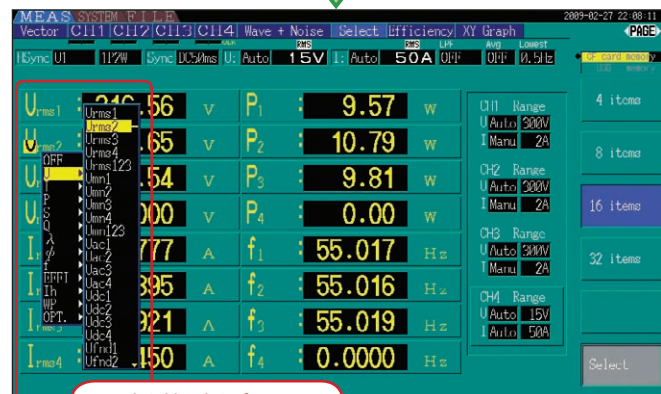 MEAS SYSTEM FILE 2009-02-27 22:08:11
Vector CH1 CH2 CH3 CH4 Wave + Noise Select Efficiency XY Graph PAGE
RMS RMS LPF Avg Lowest
Sync U1 1P2W Sync DC50ms U: Auto 15V I: Auto 50A OFF OFF 0.5Hz CF card memory
USB memory
Urms1 : .56 V P1 : 9.57 W
.65 V P2 : 10.79 W
.54 V P3 : 9.81 W
P4 : 0.00 W
777 A f1 : 55.017 Hz
A f2 : 55.016 Hz
A f3 : 55.019 Hz
Irms4 : 450 A f4 : 0.0000 Hz
OFF
U
I
P
S
Q
λ
φ
f
EFFI
Ih
WP
OPT.
Urms1
Urms2
Urms3
Urms4
Urms123
Umn1
Umn2
Umn3
Umn4
Umn123
Uac1
Uac2
Uac3
Uac4
Udc1
Udc2
Udc3
Udc4
Ufnd1
Ufnd2
CH1 Range
U Auto 300V
I Manu 2A
CH2 Range
U Auto 300V
I Manu 2A
CH3 Range
U Auto 300V
I Manu 2A
CH4 Range
U Auto 15V
I Auto 50A
4 items
8 items
16 items
32 items
Select